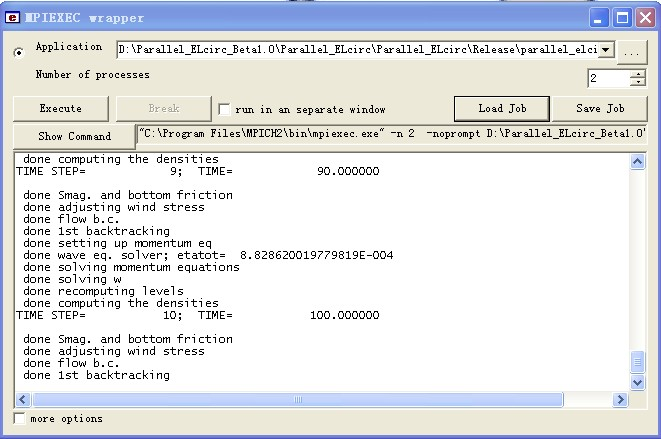 MPIEXEC wrapper
Application D:\Parallel_ELcirc_Beta1.0\Parallel_ELcirc\Parallel_ELcirc\Release\parallel_elci ...
Number of processes 2
Execute Break run in an separate window Load Job Save Job
Show Command "C:\Program Files\MPICH2\bin\mpiexec.exe" -n 2 -noprompt D:\Parallel_ELcirc_Beta1.0'
done computing the densities
TIME STEP= 9; TIME= 90.000000
done Smag. and bottom friction
done adjusting wind stress
done flow b.c.
done 1st backtracking
done setting up momentum eq
done wave eq. solver; etatot= 8.828620019779819E-004
done solving momentum equations
done solving w
done recomputing levels
done computing the densities
TIME STEP= 10; TIME= 100.000000
done Smag. and bottom friction
done adjusting wind stress
done flow b.c.
done 1st backtracking
more options